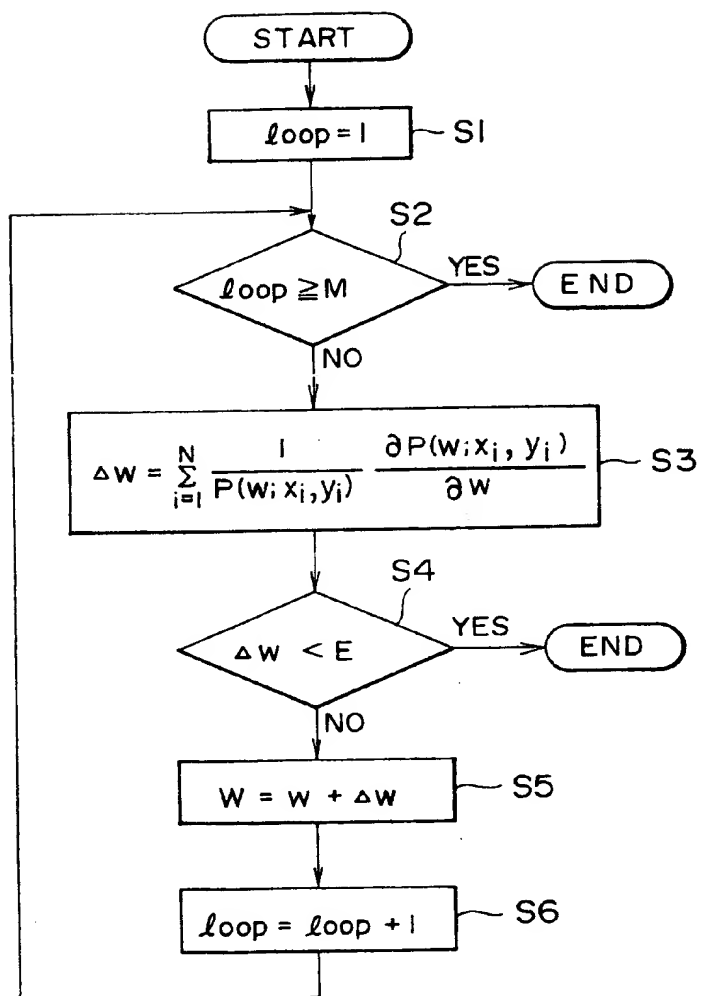 START
loop = 1
S1
S2
loop ≧ M
YES
END
NO
Δw = Σ_{i=1}^{N} 1/P(w; x_i, y_i) ∂P(w; x_i, y_i)/∂w
S3
S4
Δw < E
YES
END
NO
W = w + Δw
S5
loop = loop + 1
S6